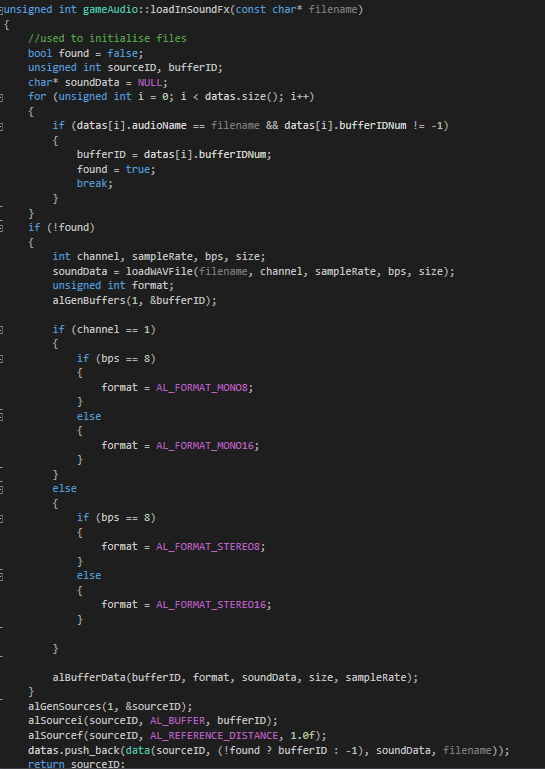 unsigned int gameAudio::loadInSoundFx(const char* filename)
{
    //used to initialise files
    bool found = false;
    unsigned int sourceID, bufferID;
    char* soundData = NULL;
    for (unsigned int i = 0; i < datas.size(); i++)
    {
        if (datas[i].audioName == filename && datas[i].bufferIDNum != -1)
        {
            bufferID = datas[i].bufferIDNum;
            found = true;
            break;
        }
    }
    if (!found)
    {
        int channel, sampleRate, bps, size;
        soundData = loadWAVFile(filename, channel, sampleRate, bps, size);
        unsigned int format;
        alGenBuffers(1, &bufferID);
        if (channel == 1)
        {
            if (bps == 8)
            {
                format = AL_FORMAT_MONO8;
            }
            else
            {
                format = AL_FORMAT_MONO16;
            }
        }
        else
        {
            if (bps == 8)
            {
                format = AL_FORMAT_STEREO8;
            }
            else
            {
                format = AL_FORMAT_STEREO16;
            }
        }
        alBufferData(bufferID, format, soundData, size, sampleRate);
    }
    alGenSources(1, &sourceID);
    alSourcei(sourceID, AL_BUFFER, bufferID);
    alSourcef(sourceID, AL_REFERENCE_DISTANCE, 1.0f);
    datas.push_back(data(sourceID, (!found ? bufferID : -1), soundData, filename));
    return sourceID;